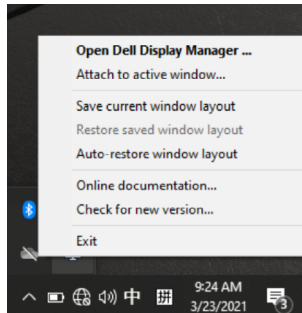 Open Dell Display Manager ...
Attach to active window...
Save current window layout
Restore saved window layout
Auto-restore window layout
Online documentation...
Check for new version...
Exit
中 拼 9:24 AM
3/23/2021 3